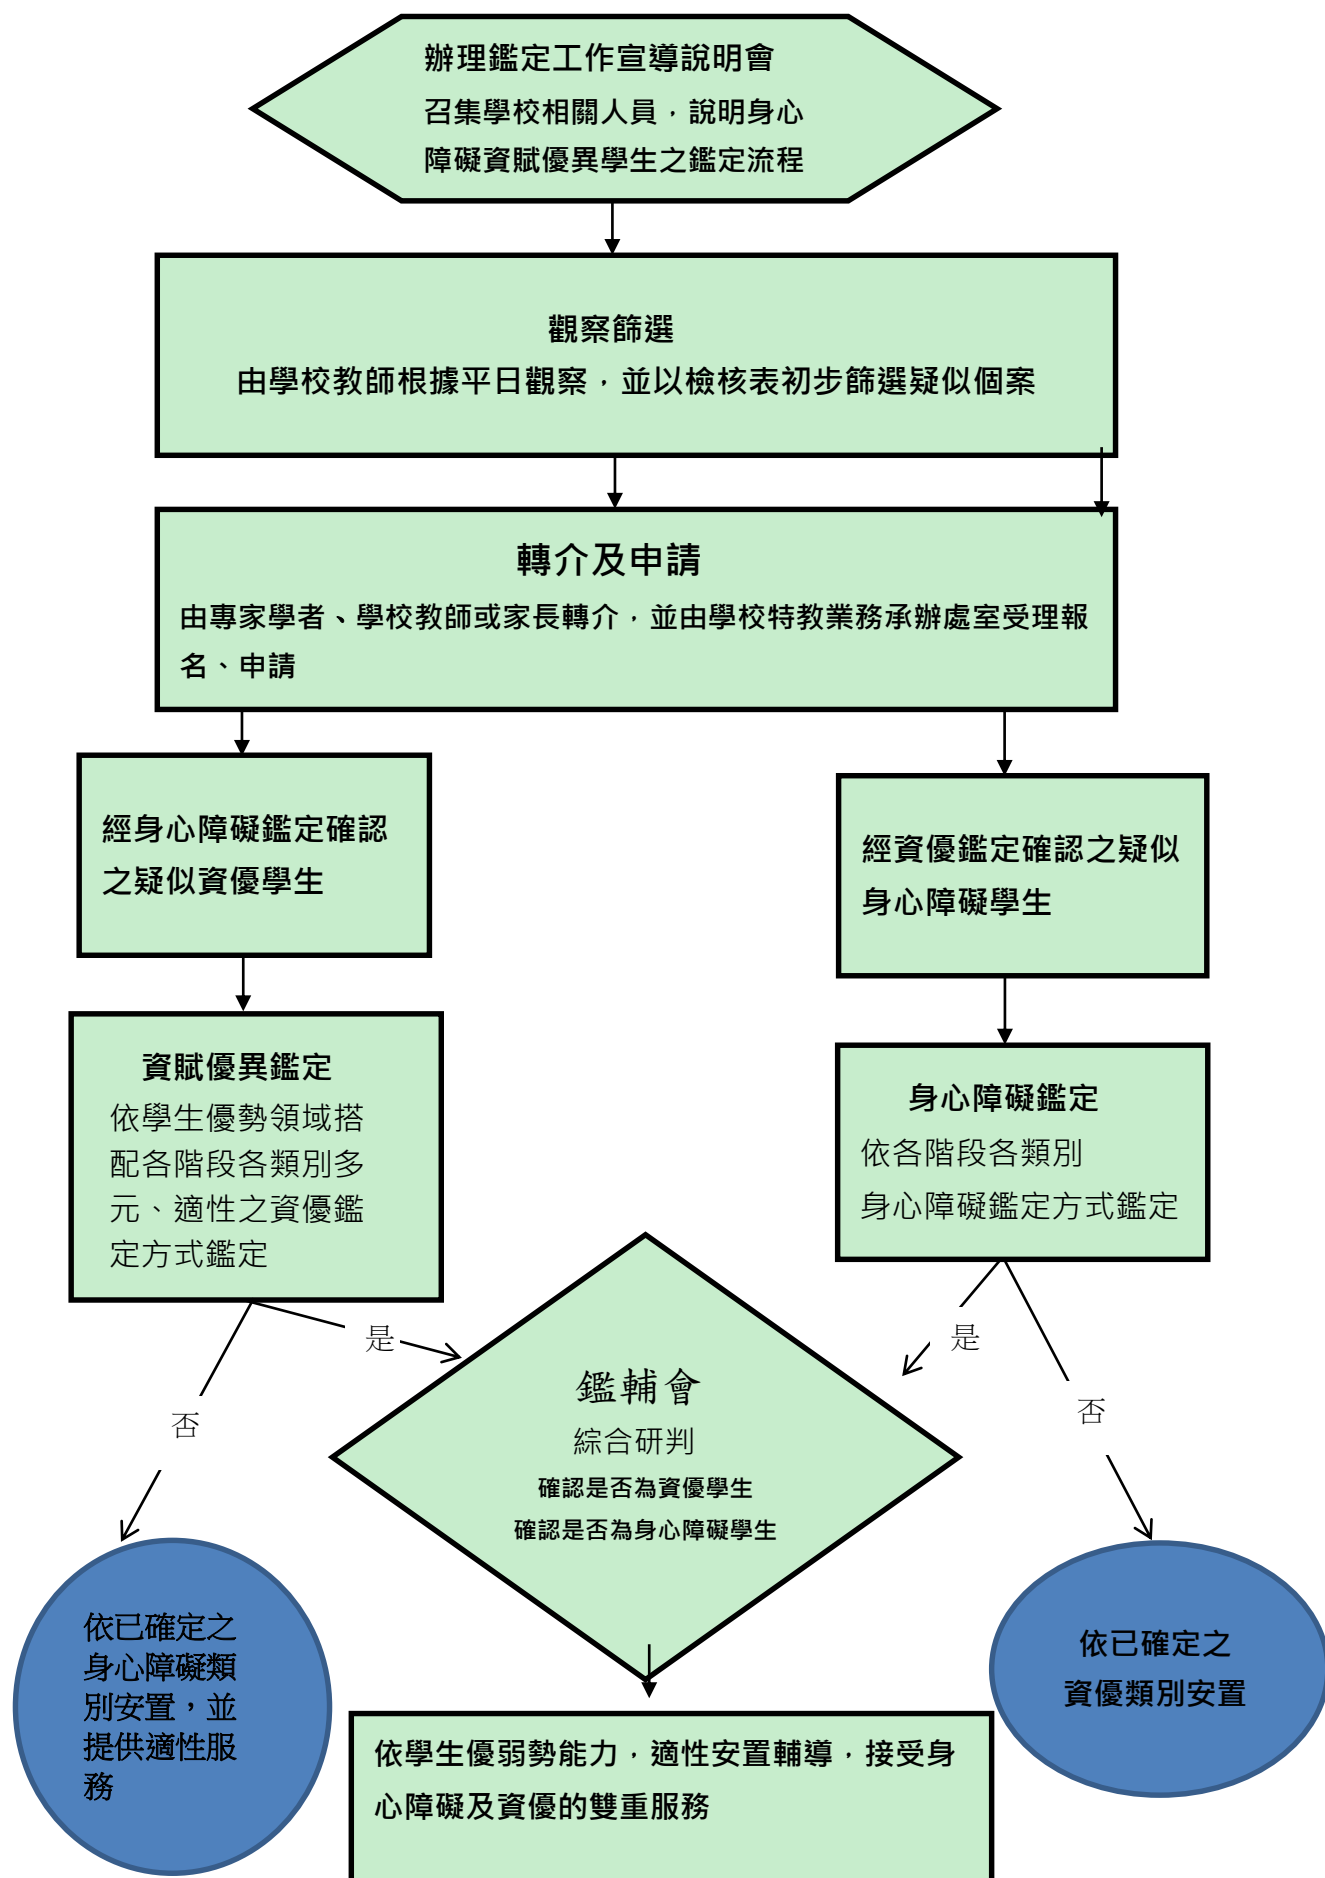 辦理鑑定工作宣導說明會
召集學校相關人員，說明身心
障礙資賦優異學生之鑑定流程
觀察篩選
由學校教師根據平日觀察，並以檢核表初步篩選疑似個案
轉介及申請
由專家學者、學校教師或家長轉介，並由學校特教業務承辦處室受理報
名、申請
經身心障礙鑑定確認
之疑似資優學生
經資優鑑定確認之疑似
身心障礙學生
資賦優異鑑定
依學生優勢領域搭
配各階段各類別多
元、適性之資優鑑
定方式鑑定
身心障礙鑑定
依各階段各類別
身心障礙鑑定方式鑑定
是
是
否
否
鑑輔會
綜合研判
確認是否為資優學生
確認是否為身心障礙學生
依已確定之
身心障礙類
別安置，並
提供適性服
務
依已確定之
資優類別安置
依學生優弱勢能力，適性安置輔導，接受身
心障礙及資優的雙重服務